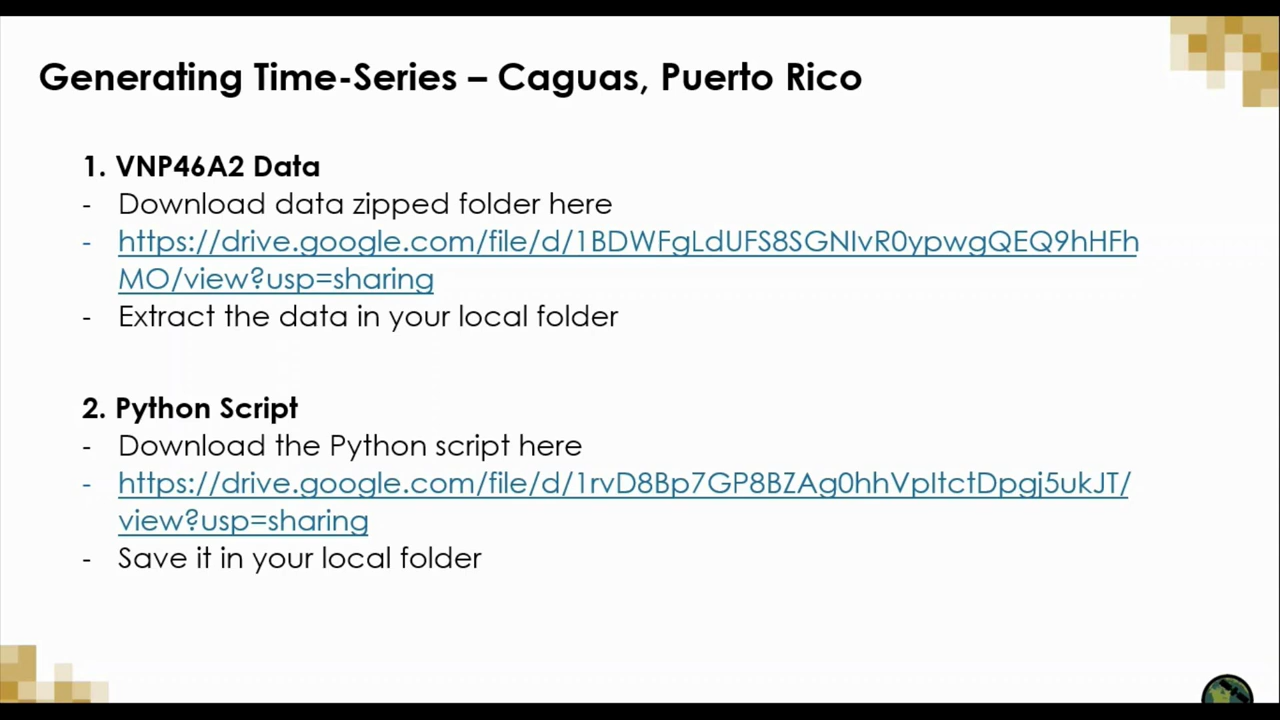 Generating Time-Series – Caguas, Puerto Rico
1. VNP46A2 Data
- Download data zipped folder here
- https://drive.google.com/file/d/1BDWFgLdUFS8SGNIvR0ypwgQEQ9hHFh
MO/view?usp=sharing
- Extract the data in your local folder
2. Python Script
- Download the Python script here
- https://drive.google.com/file/d/1rvD8Bp7GP8BZAg0hhVpItctDpgj5ukJT/
view?usp=sharing
- Save it in your local folder